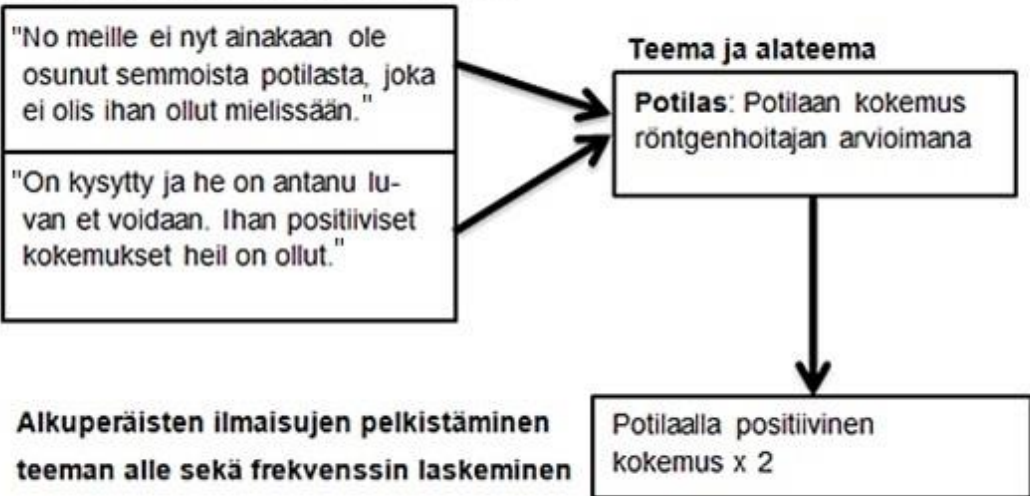 "No meille ei nyt ainakaan ole
osunut semmoista potilasta, joka
ei olis ihan ollut mielissään."
"On kysytty ja he on antanu lu-
van et voidaan. Ihan positiiviset
kokemukset heil on ollut."
Teema ja alateema
Potilas: Potilaan kokemus
röntgenhoitajan arvioimana
Alkuperäisten ilmaisujen pelkistäminen
teeman alle sekä frekvenssin laskeminen
Potilaalla positiivinen
kokemus x 2